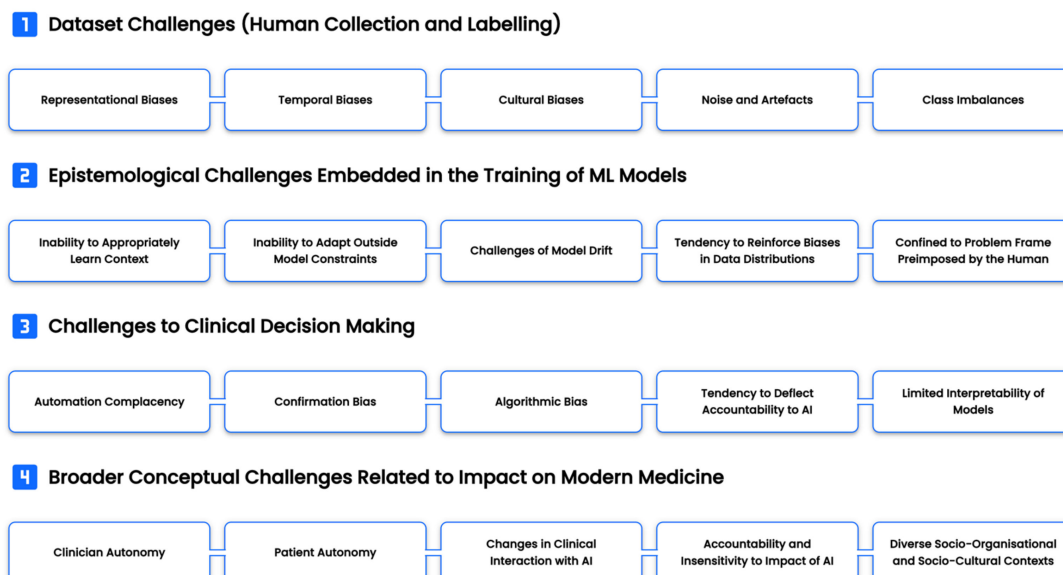 1 Dataset Challenges (Human Collection and Labelling)
Representational Biases
Temporal Biases
Cultural Biases
Noise and Artefacts
Class Imbalances
2 Epistemological Challenges Embedded in the Training of ML Models
Inability to Appropriately
Learn Context
Inability to Adapt Outside
Model Constraints
Challenges of Model Drift
Tendency to Reinforce Biases
in Data Distributions
Confined to Problem Frame
Preimposed by the Human
3 Challenges to Clinical Decision Making
Automation Complacency
Confirmation Bias
Algorithmic Bias
Tendency to Deflect
Accountability to AI
Limited Interpretability of
Models
4 Broader Conceptual Challenges Related to Impact on Modern Medicine
Clinician Autonomy
Patient Autonomy
Changes in Clinical
Interaction with AI
Accountability and
Insensitivity to Impact of AI
Diverse Socio-Organisational
and Socio-Cultural Contexts